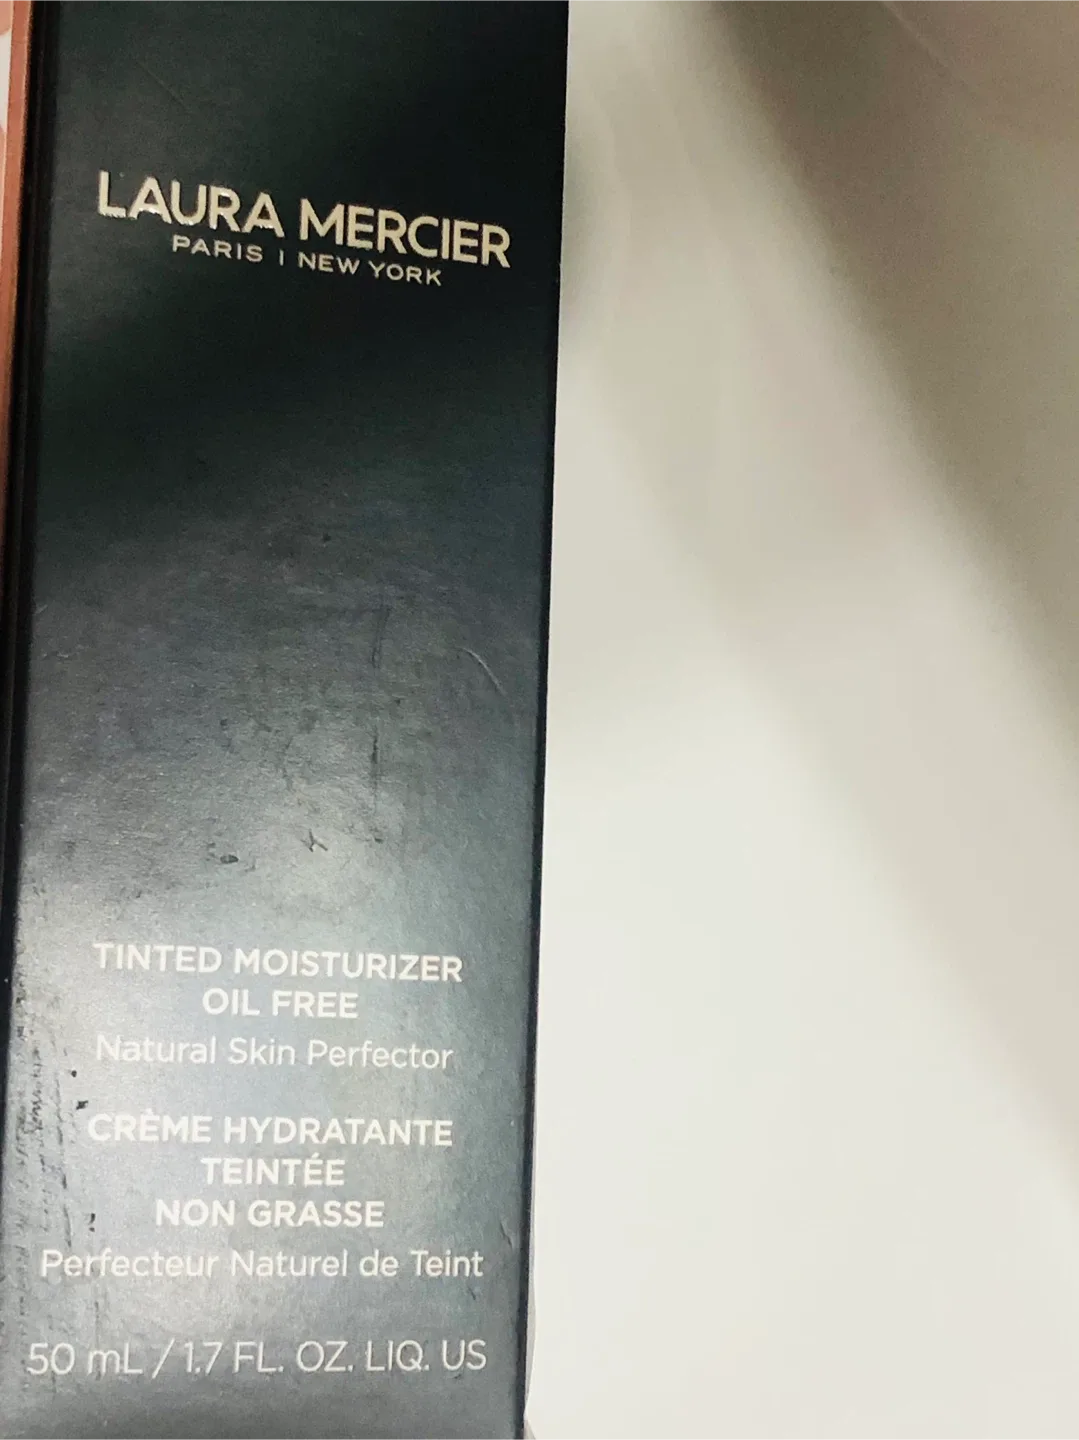 LAURA MERCIER
PARIS | NEW YORK
TINTED MOISTURIZER
OIL FREE
Natural Skin Perfector
CRÈME HYDRATANTE
TEINTÉE
NON GRASSE
Perfecteur Naturel de Teint
50 mL / 1.7 FL. OZ. LIQ. US